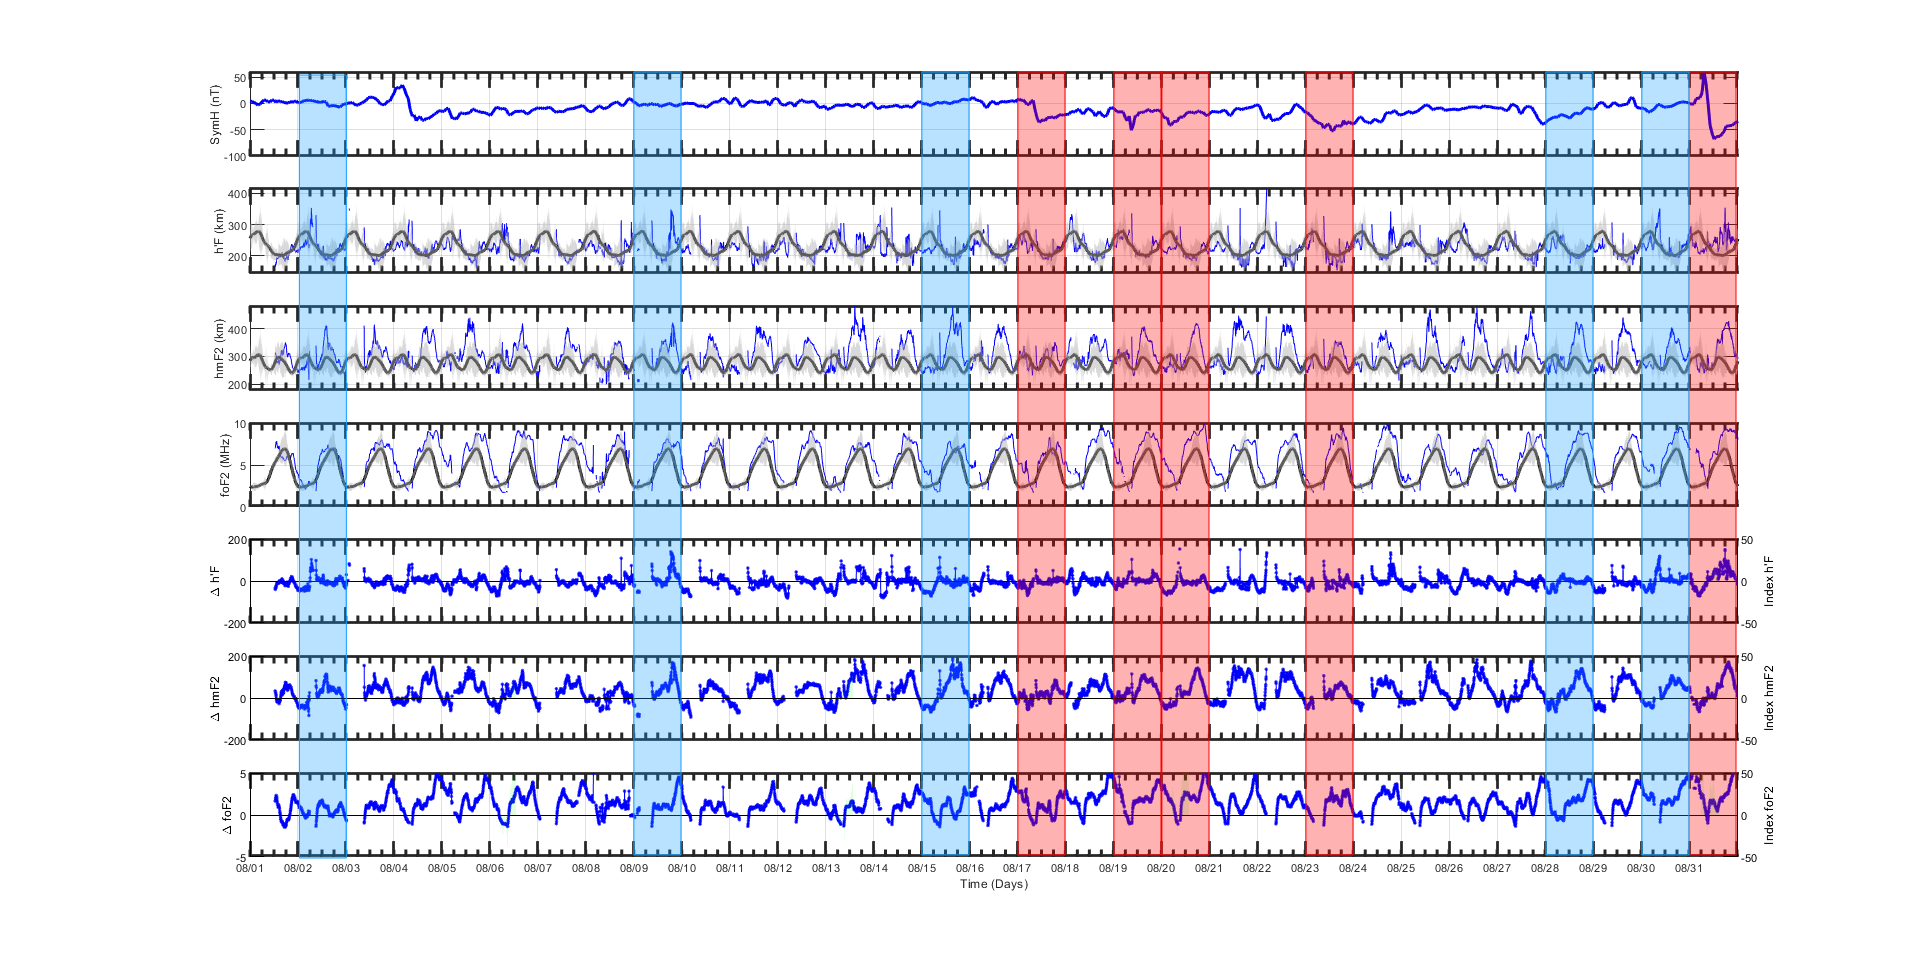 SymH (nT)
50
0
-50
-100
h'F (km)
400
300
200
hmF2 (km)
400
300
200
foF2 (MHz)
10
5
0
Δ h'F
200
0
-200
50
0
-50
Index h'F
Δ hmF2
200
0
-200
50
0
-50
Index hmF2
Δ foF2
5
0
-5
50
0
-50
Index foF2
08/01 08/02 08/03 08/04 08/05 08/06 08/07 08/08 08/09 08/10 08/11 08/12 08/13 08/14 08/15 08/16 08/17 08/18 08/19 08/20 08/21 08/22 08/23 08/24 08/25 08/26 08/27 08/28 08/29 08/30 08/31
Time (Days)